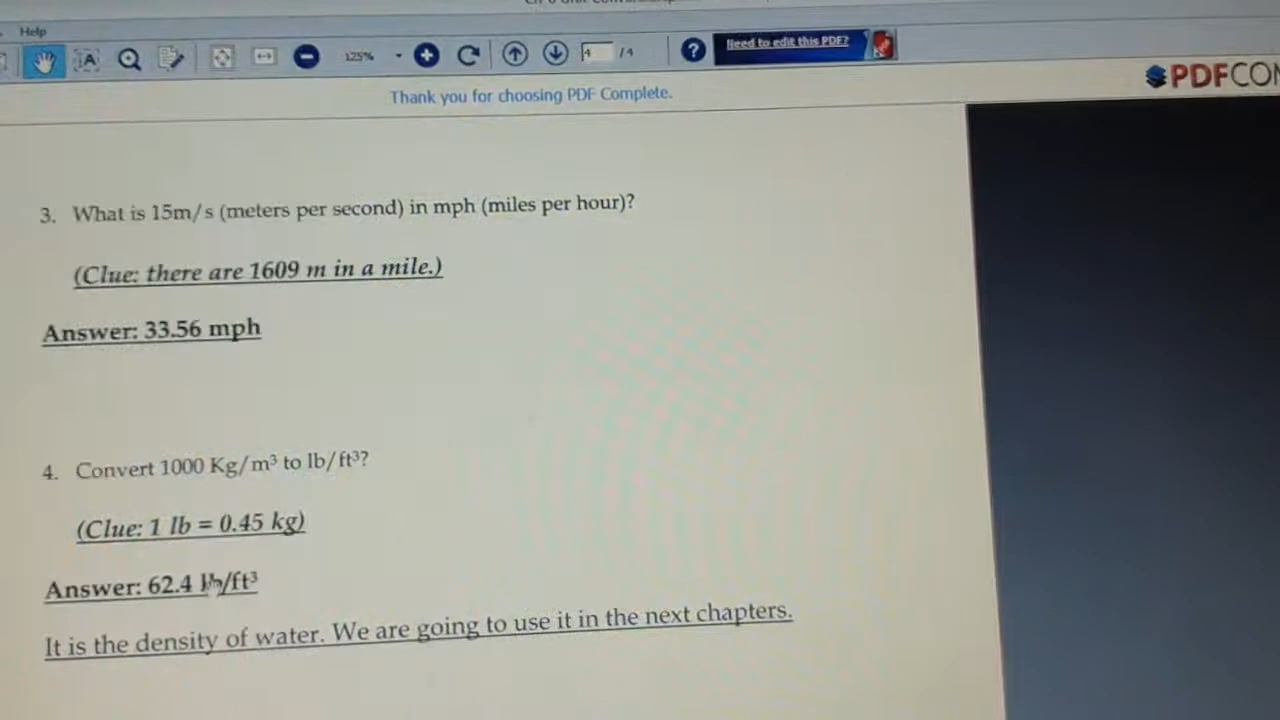 Help
125%
4 / 4
Need to edit this PDF?
Thank you for choosing PDF Complete.
3. What is 15m/s (meters per second) in mph (miles per hour)?
(Clue: there are 1609 m in a mile.)
Answer: 33.56 mph
4. Convert 1000 Kg/m³ to lb/ft³?
(Clue: 1 lb = 0.45 kg)
Answer: 62.4 lb/ft³
It is the density of water. We are going to use it in the next chapters.